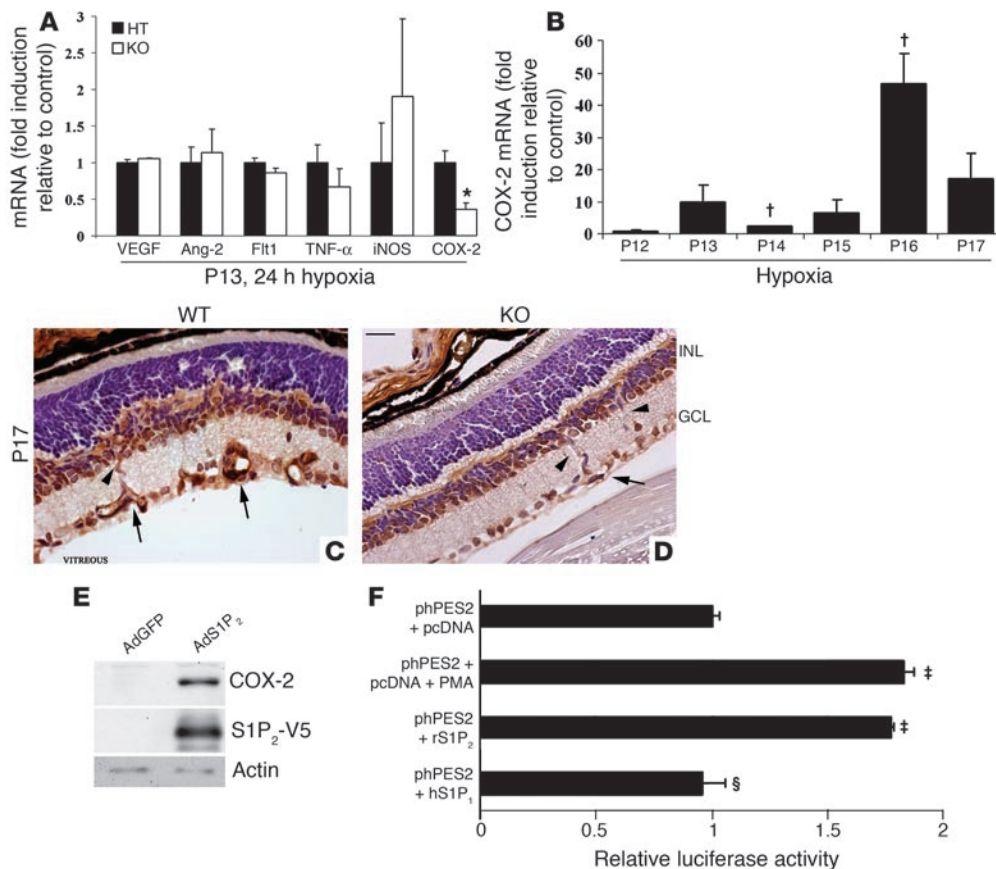 A
mRNA (fold induction
relative to control)
3
2.5
2
1.5
1
0.5
0
HT
KO
VEGF Ang-2 Flt1 TNF-α iNOS COX-2
*
P13, 24 h hypoxia
B
COX-2 mRNA (fold
induction relative
to control)
60
50
40
30
20
10
0
†
†
P12 P13 P14 P15 P16 P17
Hypoxia
WT
KO
P17
VITREOUS
C
INL
GCL
D
E
AdGFP
AdS1P₂
COX-2
S1P₂-V5
Actin
F
phPES2
+ pcDNA
phPES2 +
pcDNA + PMA
‡
phPES2
+ rS1P₂
‡
phPES2
+ hS1P₁
§
0 0.5 1 1.5 2
Relative luciferase activity